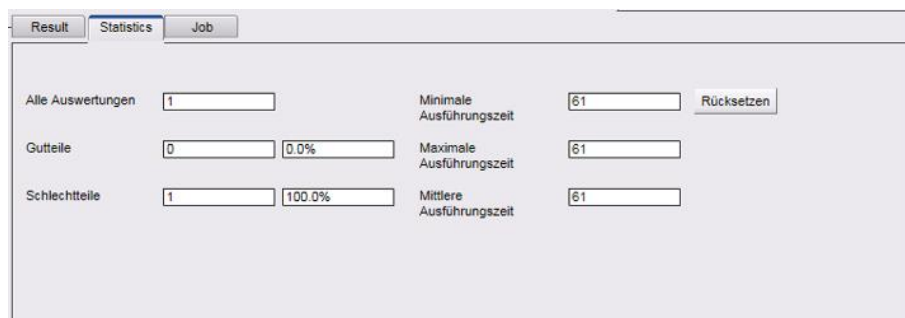 Result Statistics Job
Alle Auswertungen 1 Minimale Ausführungszeit 61 Rücksetzen
Gutteile 0 0.0% Maximale Ausführungszeit 61
Schlechtteile 1 100.0% Mittlere Ausführungszeit 61